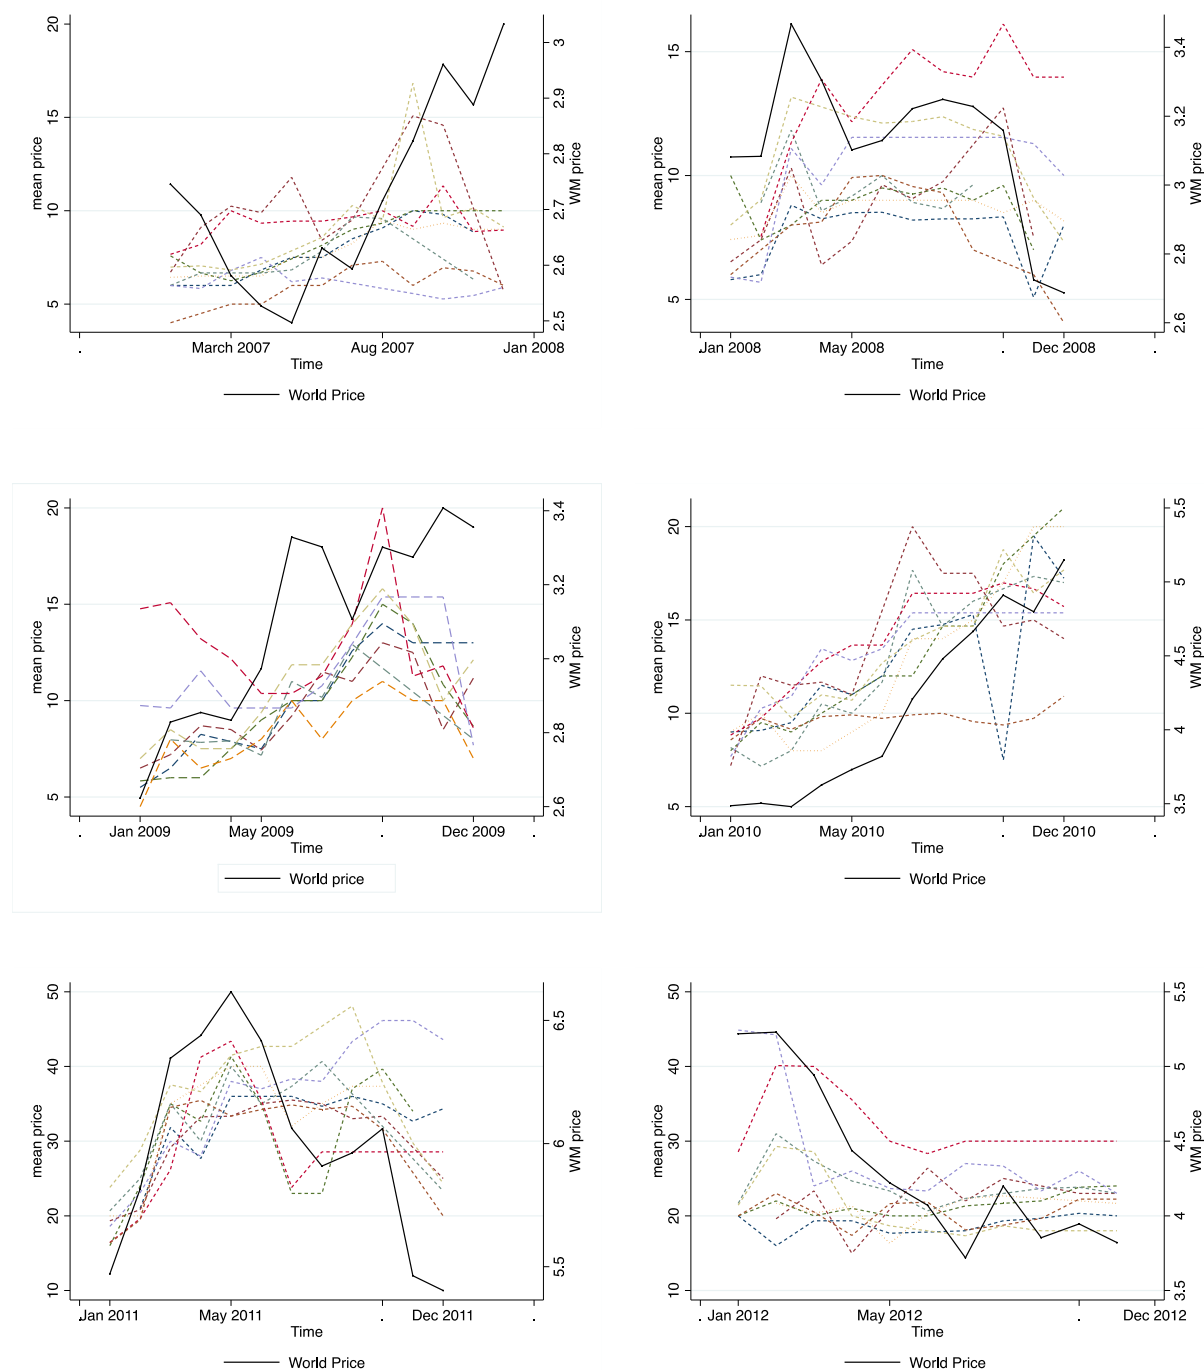 mean price
20
15
10
5
WM price
3
2.9
2.8
2.7
2.6
2.5
. March 2007 Aug 2007 Jan 2008
Time
World Price
mean price
15
10
5
WM price
3.4
3.2
3
2.8
2.6
. Jan 2008 May 2008 . Dec 2008 .
Time
World Price
mean price
20
15
10
5
WM price
3.4
3.2
3
2.8
2.6
. Jan 2009 May 2009 . Dec 2009 .
Time
World price
mean price
20
15
10
5
WM price
5.5
5
4.5
4
3.5
. Jan 2010 May 2010 . Dec 2010 .
Time
World Price
mean price
50
40
30
20
10
WM price
6.5
6
5.5
. Jan 2011 May 2011 . Dec 2011 .
Time
World Price
mean price
50
40
30
20
10
WM price
5.5
5
4.5
4
3.5
. Jan 2012 May 2012 . Dec 2012
Time
World Price